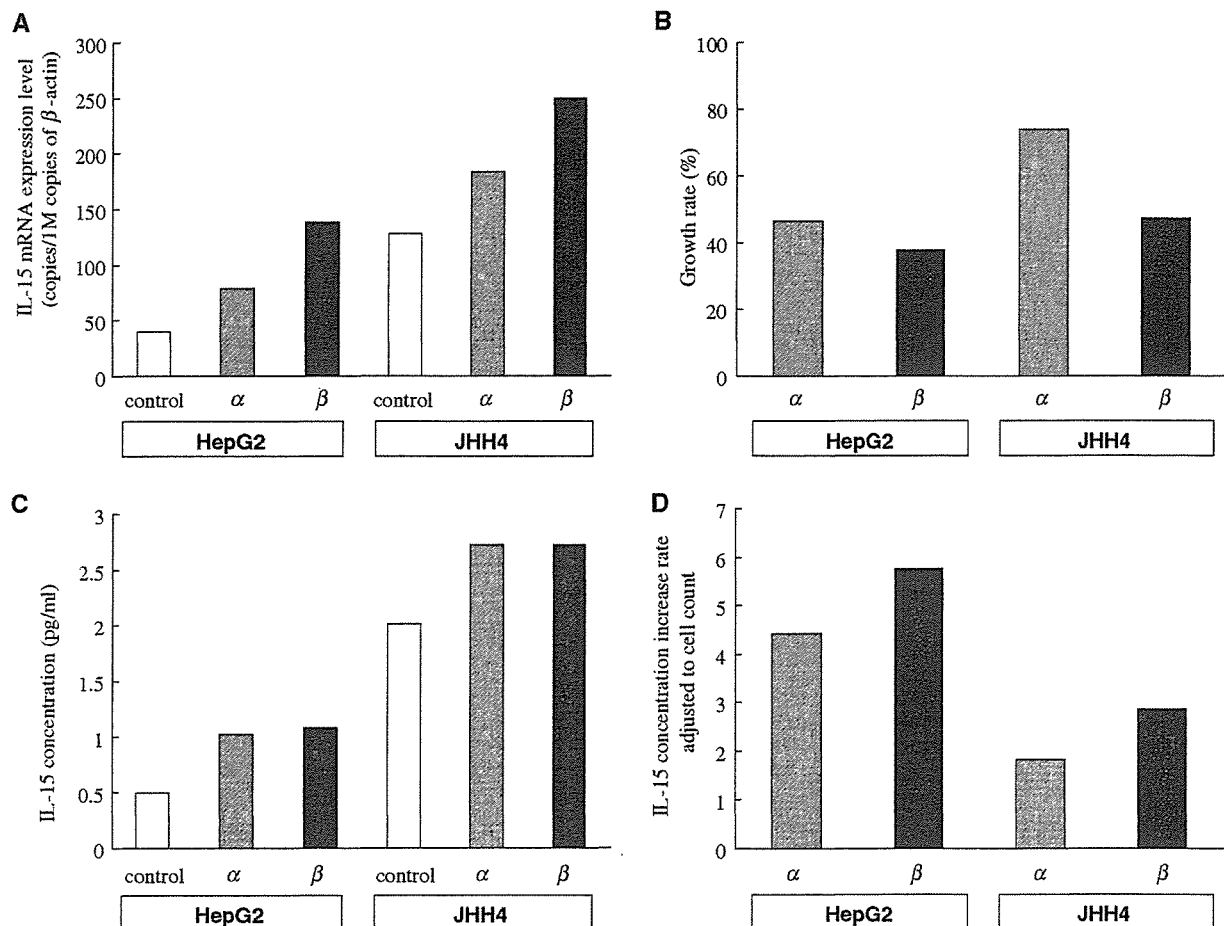 A
IL-15 mRNA expression level
(copies/1M copies of β-actin)
300
250
200
150
100
50
0
control α β control α β
HepG2 JHH4
B
Growth rate (%)
100
80
60
40
20
0
α β α β
HepG2 JHH4
C
IL-15 concentration (pg/ml)
3
2.5
2
1.5
1
0.5
0
control α β control α β
HepG2 JHH4
D
IL-15 concentration increase rate
adjusted to cell count
7
6
5
4
3
2
1
0
α β α β
HepG2 JHH4